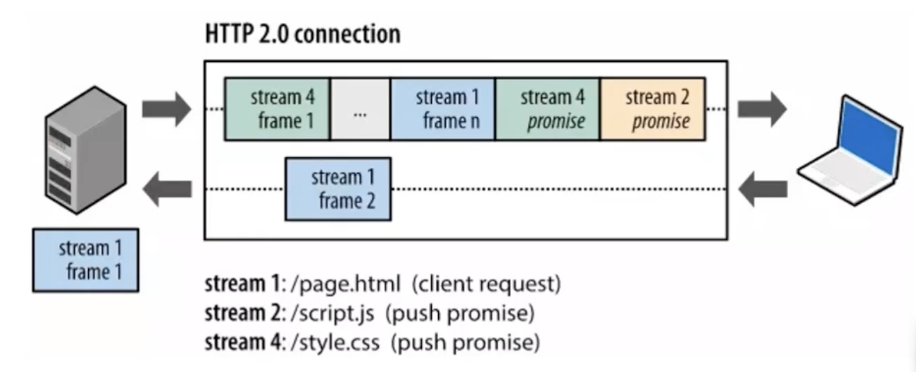 HTTP 2.0 connection
stream 4
frame 1
...
stream 1
frame n
stream 4
promise
stream 2
promise
stream 1
frame 2
stream 1
frame 1
stream 1: /page.html (client request)
stream 2: /script.js (push promise)
stream 4: /style.css (push promise)